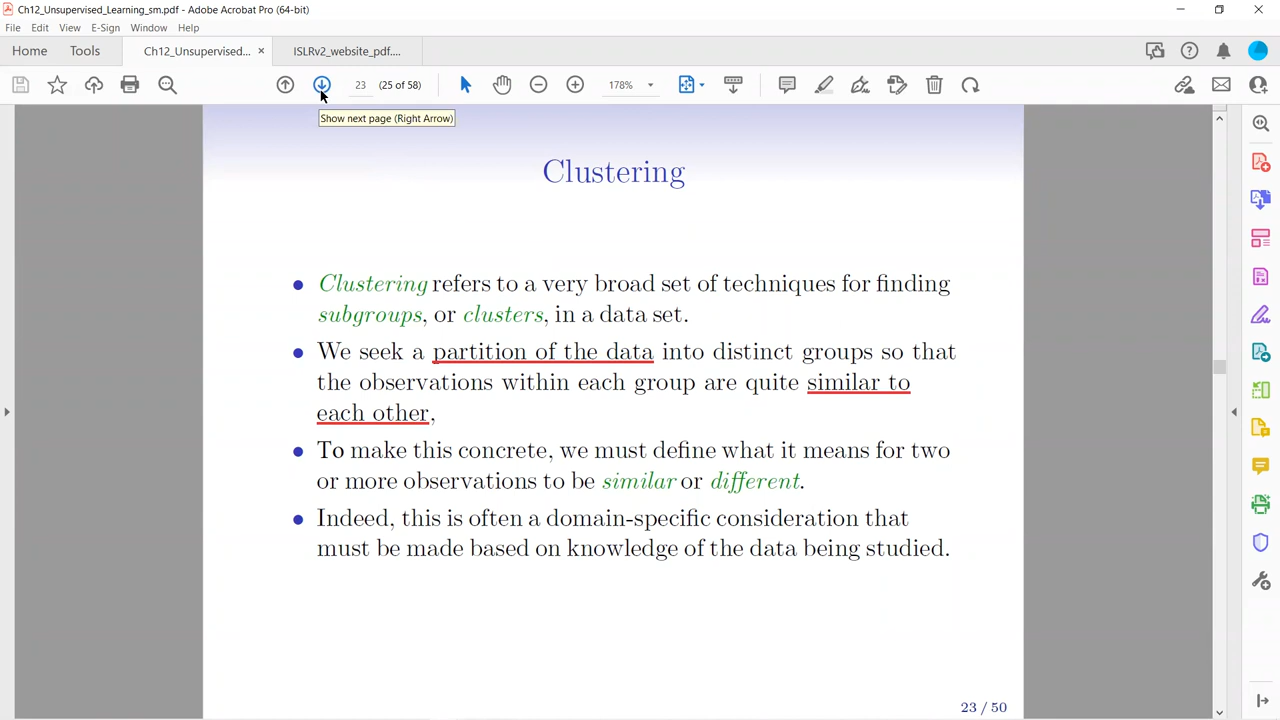 Ch12_Unsupervised_Learning_sm.pdf - Adobe Acrobat Pro (64-bit)
File Edit View E-Sign Window Help
Home Tools Ch12_Unsupervised... × ISLRv2_website_pdf....
23 (25 of 58) 178%
Show next page (Right Arrow)
Clustering
• Clustering refers to a very broad set of techniques for finding
subgroups, or clusters, in a data set.
• We seek a partition of the data into distinct groups so that
the observations within each group are quite similar to
each other,
• To make this concrete, we must define what it means for two
or more observations to be similar or different.
• Indeed, this is often a domain-specific consideration that
must be made based on knowledge of the data being studied.
23 / 50